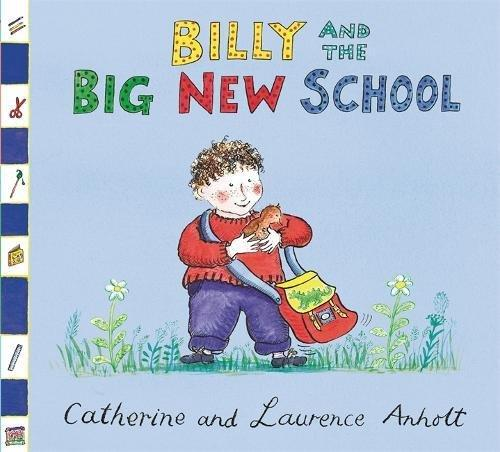 BILLY AND THE
BIG NEW SCHOOL
Catherine and Laurence Anholt